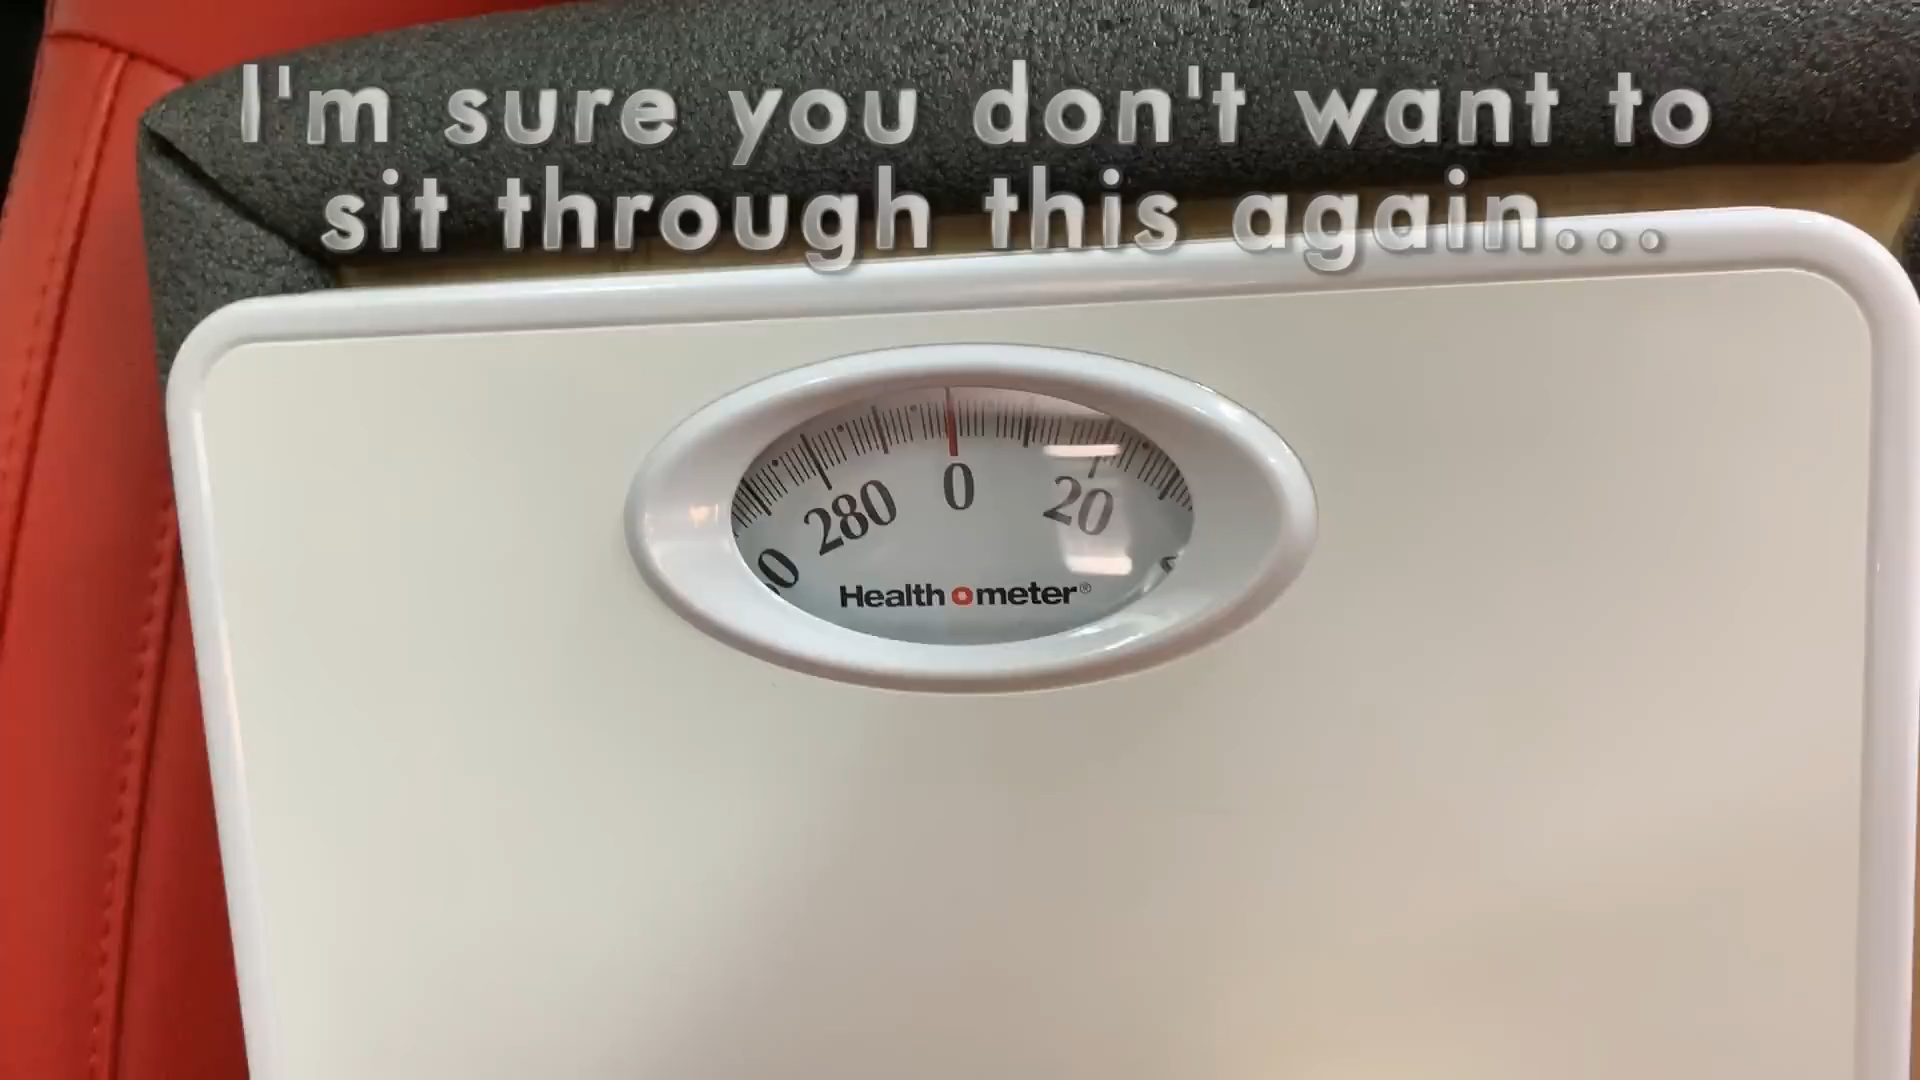 I'm sure you don't want to
sit through this again...
280 0 20
Health o meter®